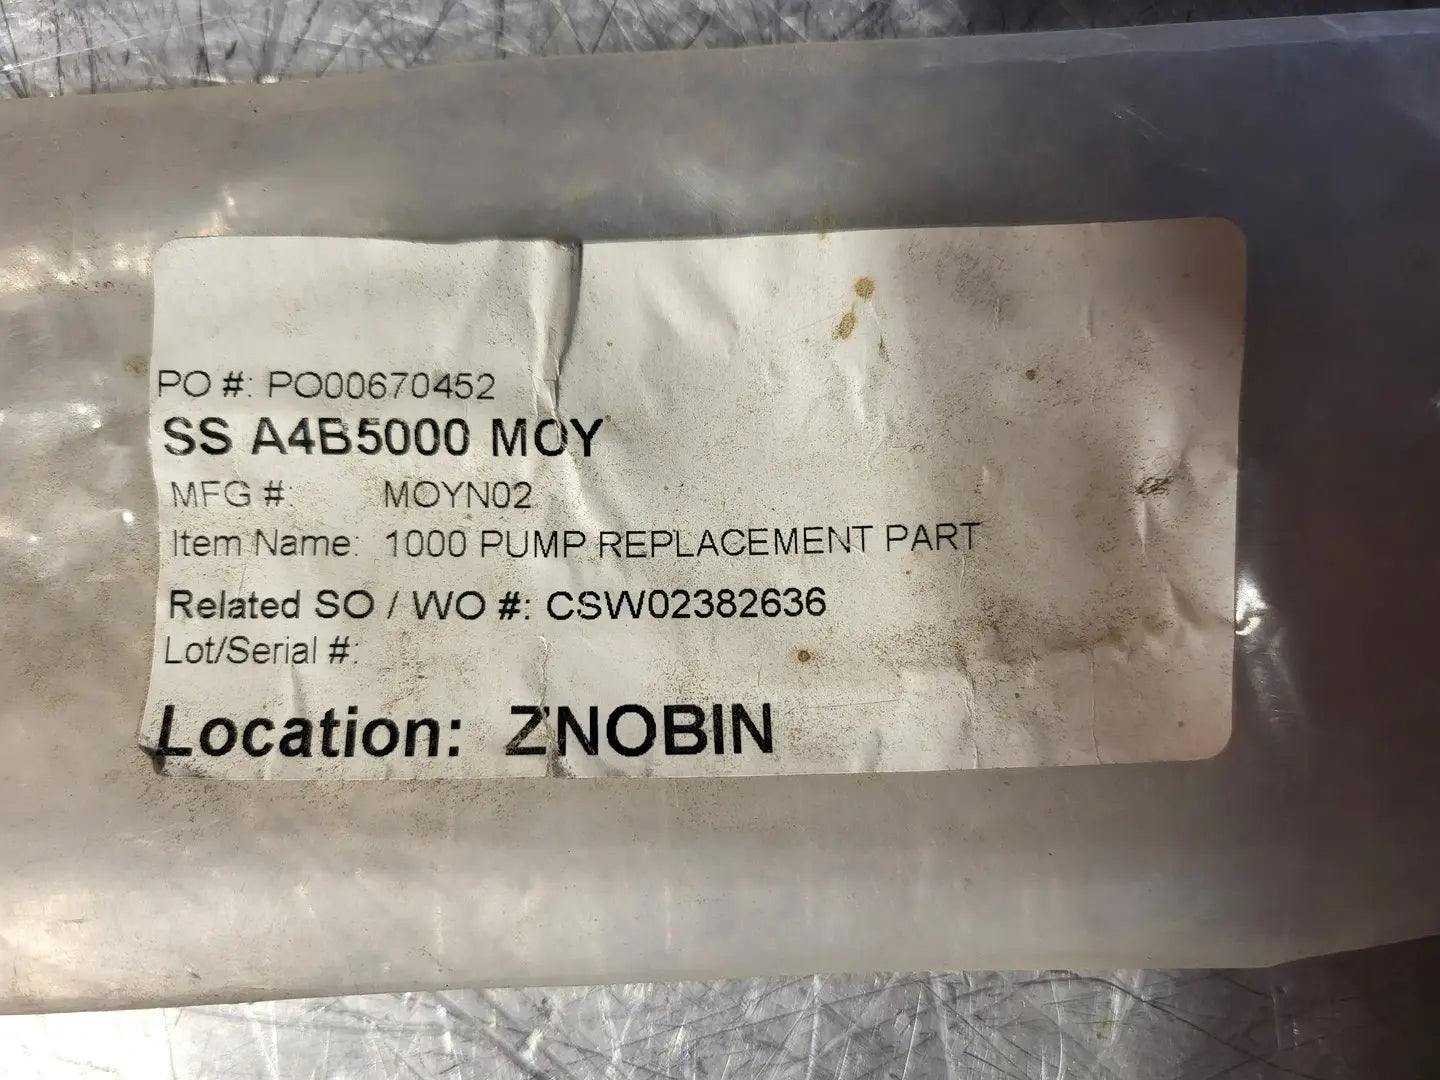 PO #: PO00670452
SS A4B5000 MOY
MFG #: MOYN02
Item Name: 1000 PUMP REPLACEMENT PART
Related SO / WO #: CSW02382636
Lot/Serial #:
Location: ZNOBIN